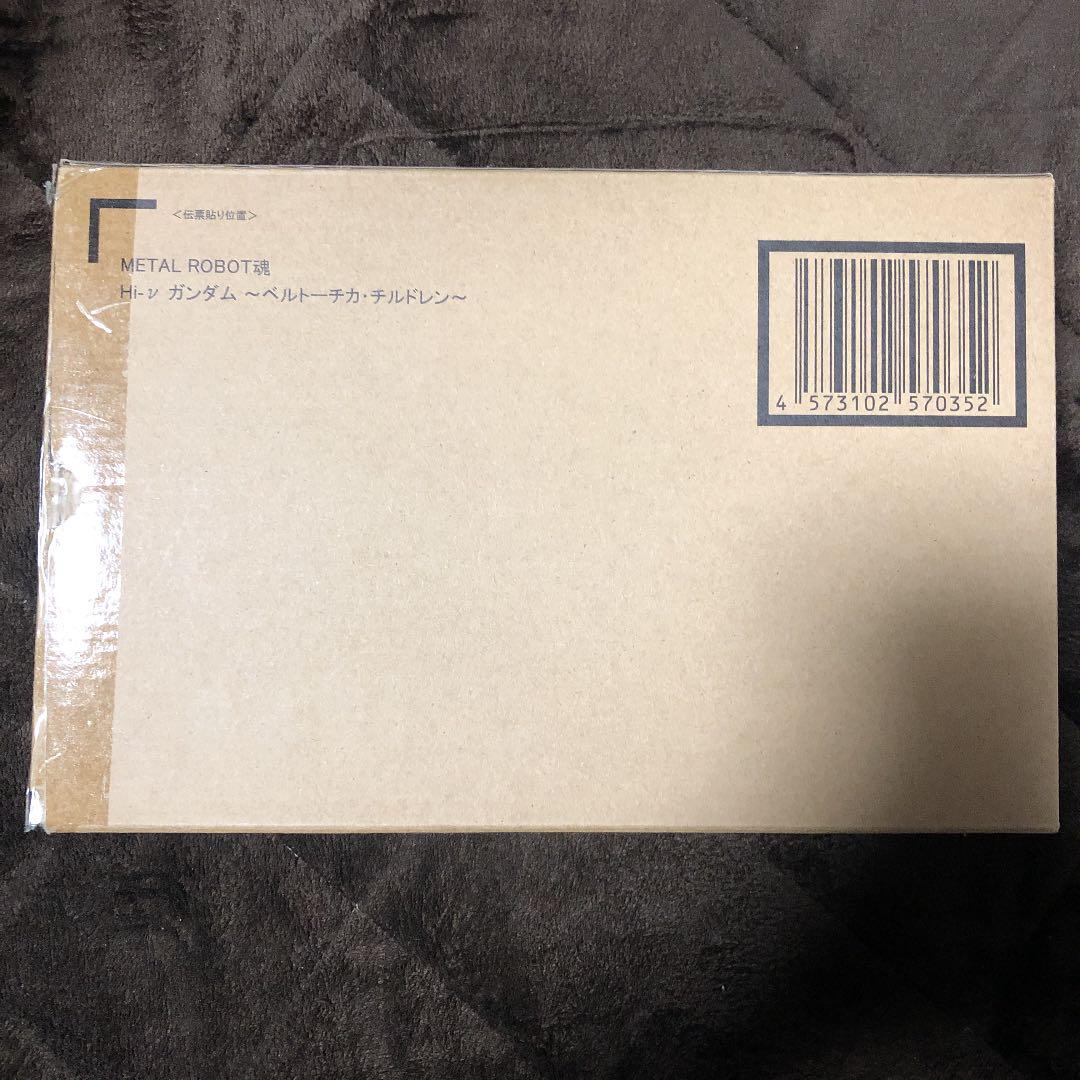 <伝票貼り位置>
METAL ROBOT魂
Hi-ν ガンダム ～ベルトーチカ・チルドレン～
4 573102 570352